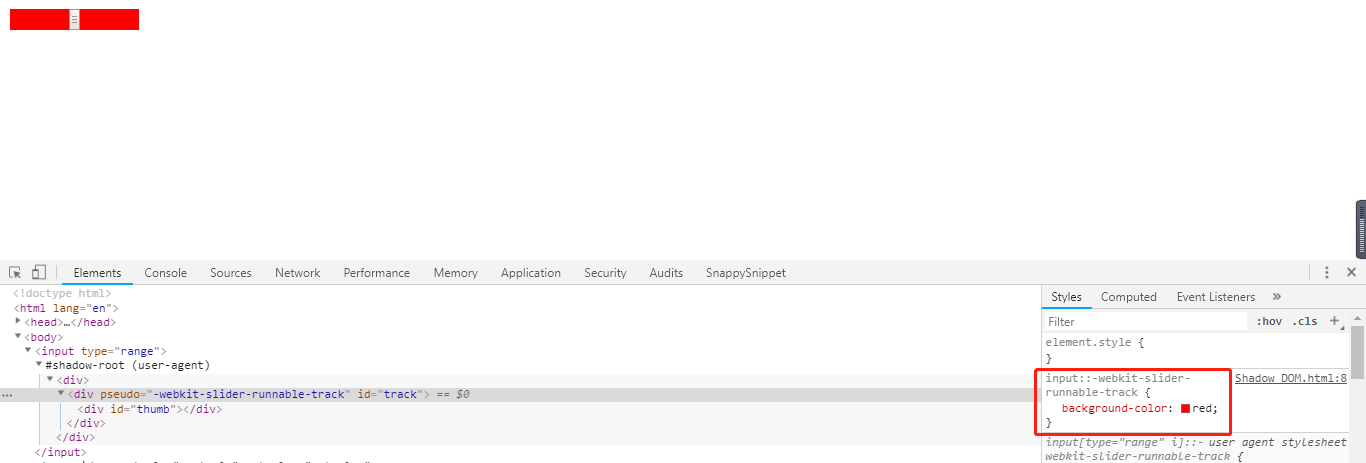 Elements Console Sources Network Performance Memory Application Security Audits SnappySnippet
<!doctype html>
<html lang="en">
<head>…</head>
<body>
<input type="range">
#shadow-root (user-agent)
<div>
<div pseudo="-webkit-slider-runnable-track" id="track"> == $0
<div id="thumb"></div>
</div>
</div>
</input>
Styles Computed Event Listeners »
Filter :hov .cls +
element.style {
}
input::-webkit-slider- Shadow DOM.html:8
runnable-track {
background-color: red;
}
input[type="range" i]::- user agent stylesheet
webkit-slider-runnable-track {